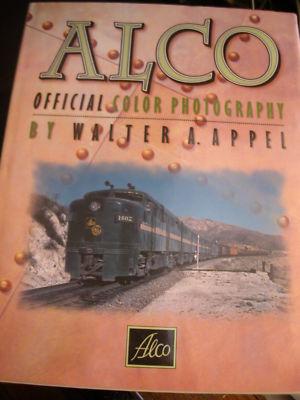 ALCO
OFFICIAL COLOR PHOTOGRAPHY
BY WALTER A. APPEL
1602
Alco